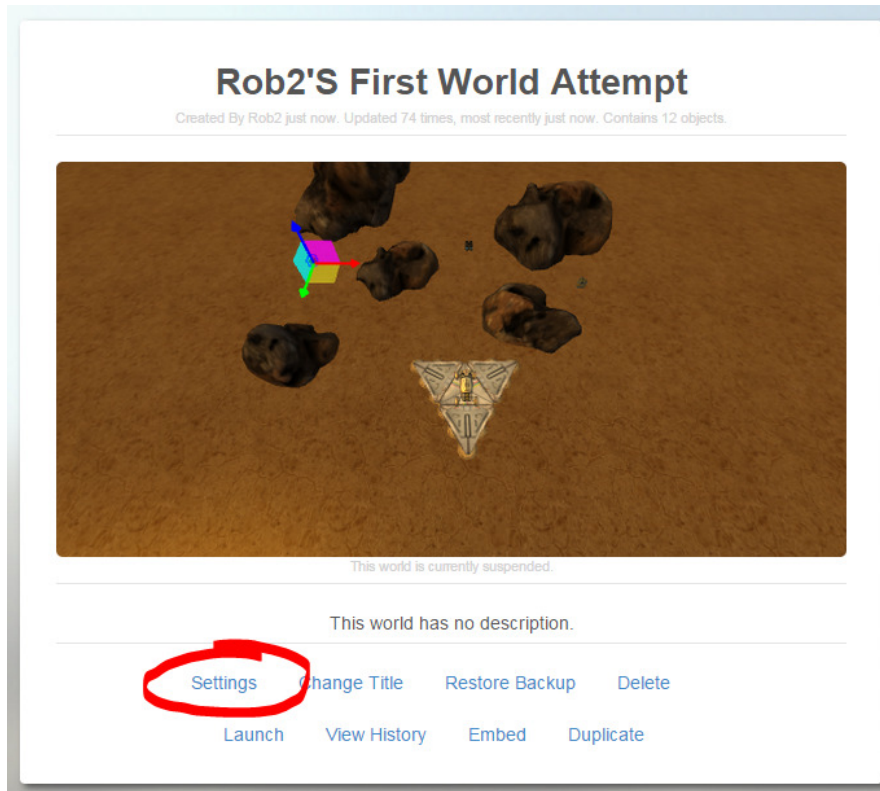 Rob2'S First World Attempt
Created By Rob2 just now. Updated 74 times, most recently just now. Contains 12 objects.
This world is currently suspended.
This world has no description.
Settings Change Title Restore Backup Delete
Launch View History Embed Duplicate